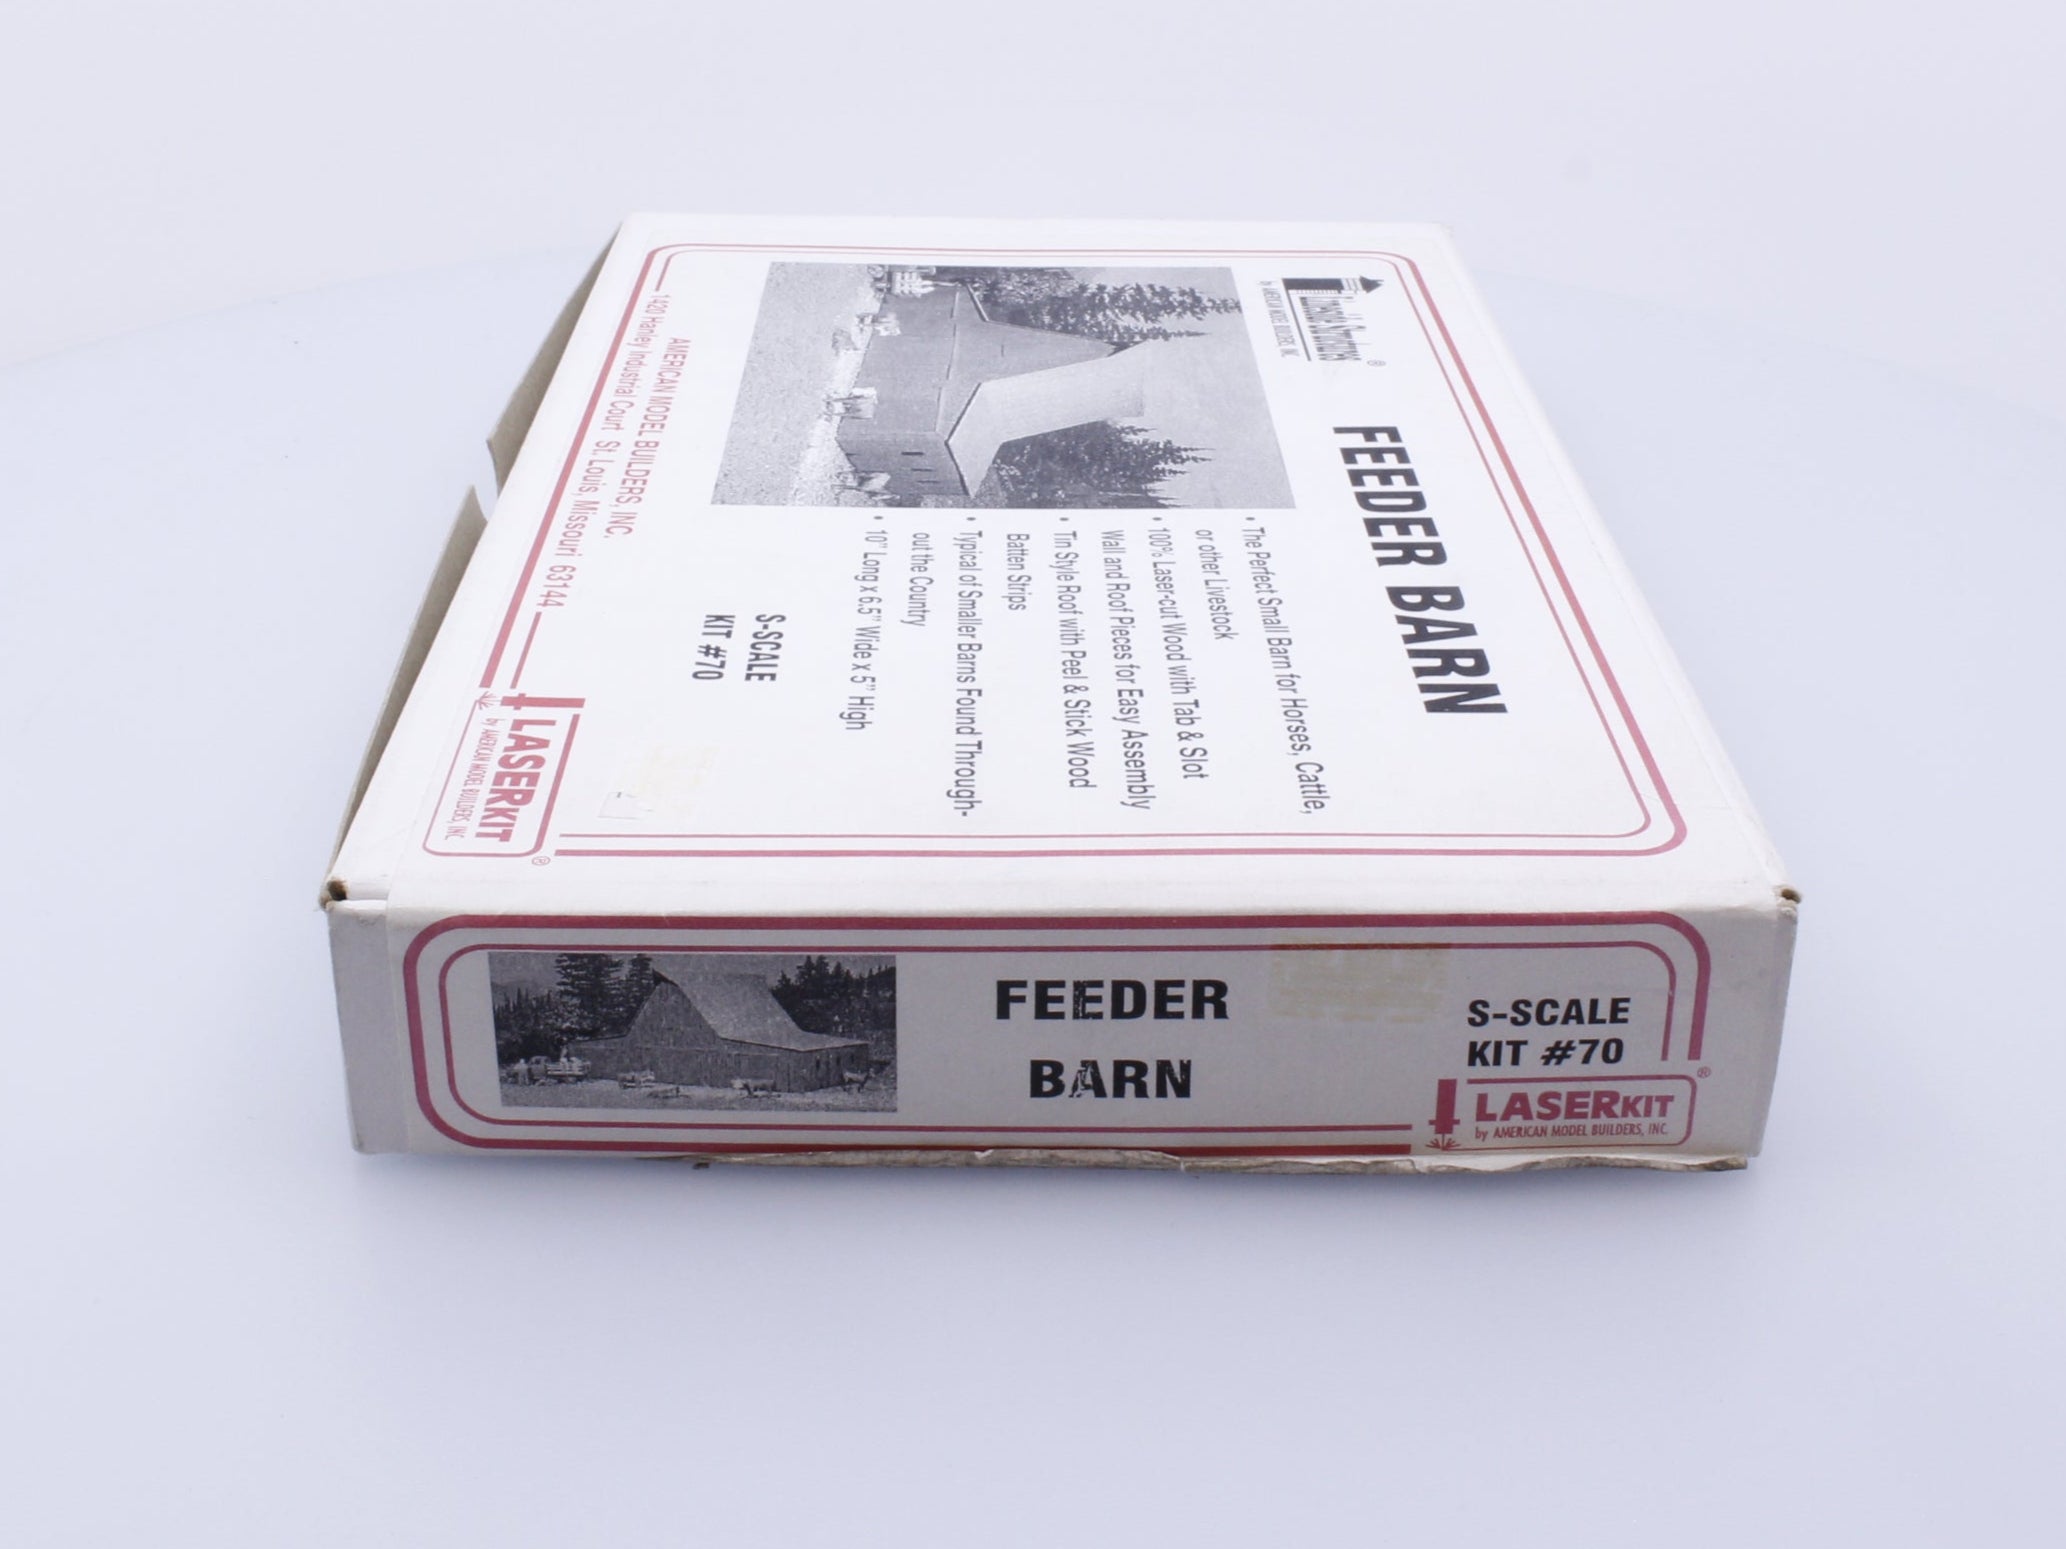 Lineside Structures®
by AMERICAN MODEL BUILDERS, INC.
FEEDER BARN
• The Perfect Small Barn for Horses, Cattle,
or other Livestock
• 100% Laser-cut Wood with Tab & Slot
Wall and Roof Pieces for Easy Assembly
• Tin Style Roof with Peel & Stick Wood
Batten Strips
• Typical of Smaller Barns Found Through-
out the Country
• 10" Long x 6.5" Wide x 5" High
S-SCALE
KIT #70
AMERICAN MODEL BUILDERS, INC.
1420 Hanley Industrial Court St. Louis, Missouri 63144
LASERKIT®
by AMERICAN MODEL BUILDERS, INC.
FEEDER
BARN
S-SCALE
KIT #70
LASERKIT®
by AMERICAN MODEL BUILDERS, INC.